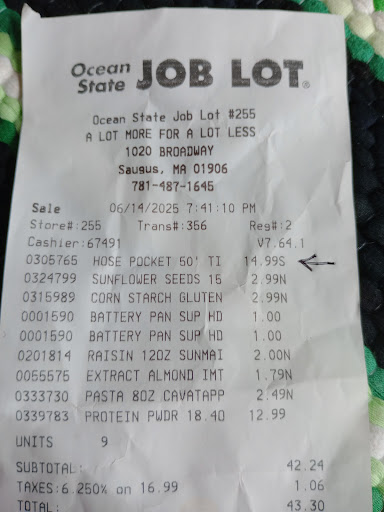 Ocean
State JOB LOT®
Ocean State Job Lot #255
A LOT MORE FOR A LOT LESS
1020 BROADWAY
Saugus, MA 01906
781-487-1645
Sale 06/14/2025 7:41:10 PM
Store#:255 Trans#:356 Reg#:2
Cashier:67491 V7.64.1
0305765 HOSE POCKET 50' TI 14.99S
0324799 SUNFLOWER SEEDS 15 2.99N
0315989 CORN STARCH GLUTEN 2.99N
0001590 BATTERY PAN SUP HD 1.00
0001590 BATTERY PAN SUP HD 1.00
0201814 RAISIN 12OZ SUNMAI 2.00N
0055575 EXTRACT ALMOND IMT 1.79N
0333730 PASTA 8OZ CAVATAPP 2.49N
0339783 PROTEIN PWDR 18.40 12.99
UNITS 9
SUBTOTAL: 42.24
TAXES:6.250% on 16.99 1.06
TOTAL: 43.30